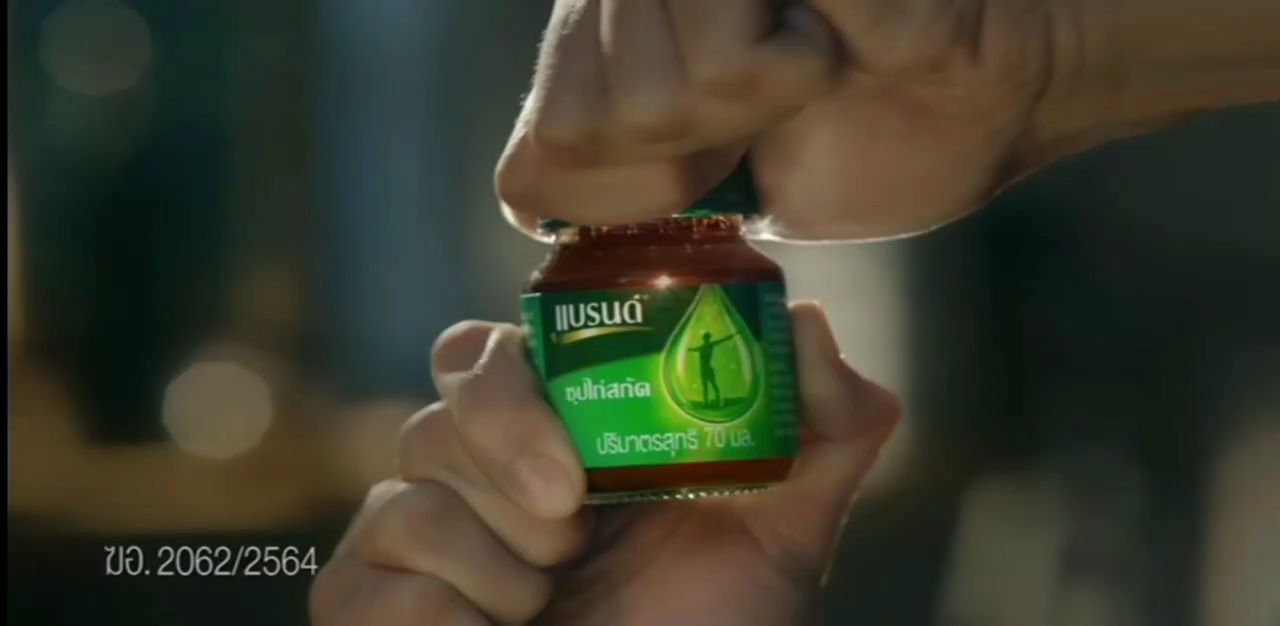 แบรนด์
ซุปไก่สกัด
ปริมาตรสุทธิ 70 มล.
ฆอ. 2062/2564